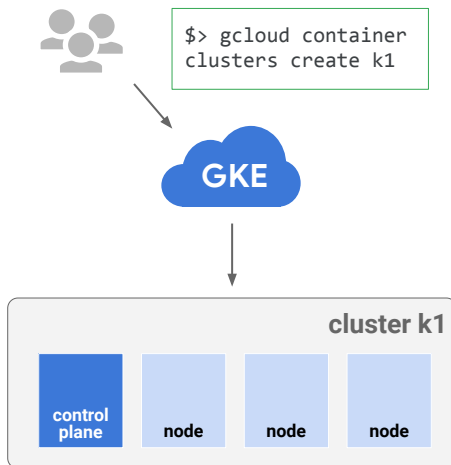 $> gcloud container
clusters create k1
GKE
cluster k1
control
plane
node
node
node